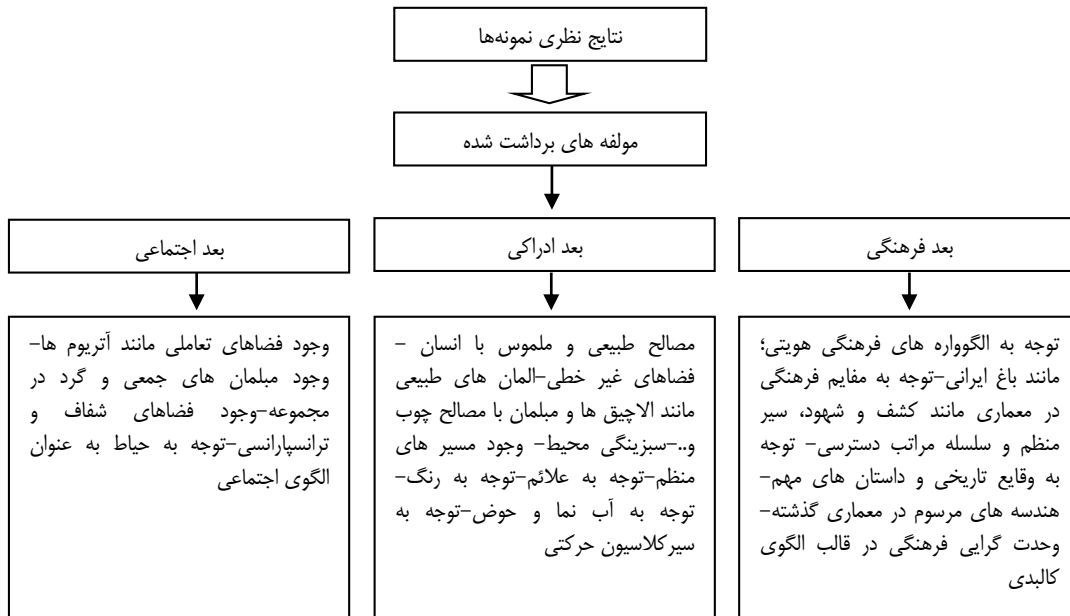 نتایج نظری نمونه‌ها
مولفه های برداشت شده
بعد فرهنگی
بعد ادراکی
بعد اجتماعی
توجه به الگوواره های فرهنگی هویتی؛
مانند باغ ایرانی-توجه به مفایم فرهنگی
در معماری مانند کشف و شهود، سیر
منظم و سلسله مراتب دسترسی- توجه
به وقایع تاریخی و داستان های مهم-
هندسه های مرسوم در معماری گذشته-
وحدت گرایی فرهنگی در قالب الگوی
کالبدی
مصالح طبیعی و ملموس با انسان -
فضاهای غیر خطی-المان های طبیعی
مانند الاچیق ها و مبلمان با مصالح چوب
و..-سبزینگی محیط- وجود مسیر های
منظم-توجه به علائم-توجه به رنگ-
توجه به آب نما و حوض-توجه به
سیرکلاسیون حرکتی
وجود فضاهای تعاملی مانند آتریوم ها-
وجود مبلمان های جمعی و گرد در
مجموعه-وجود فضاهای شفاف و
ترانسپارانسی-توجه به حیاط به عنوان
الگوی اجتماعی